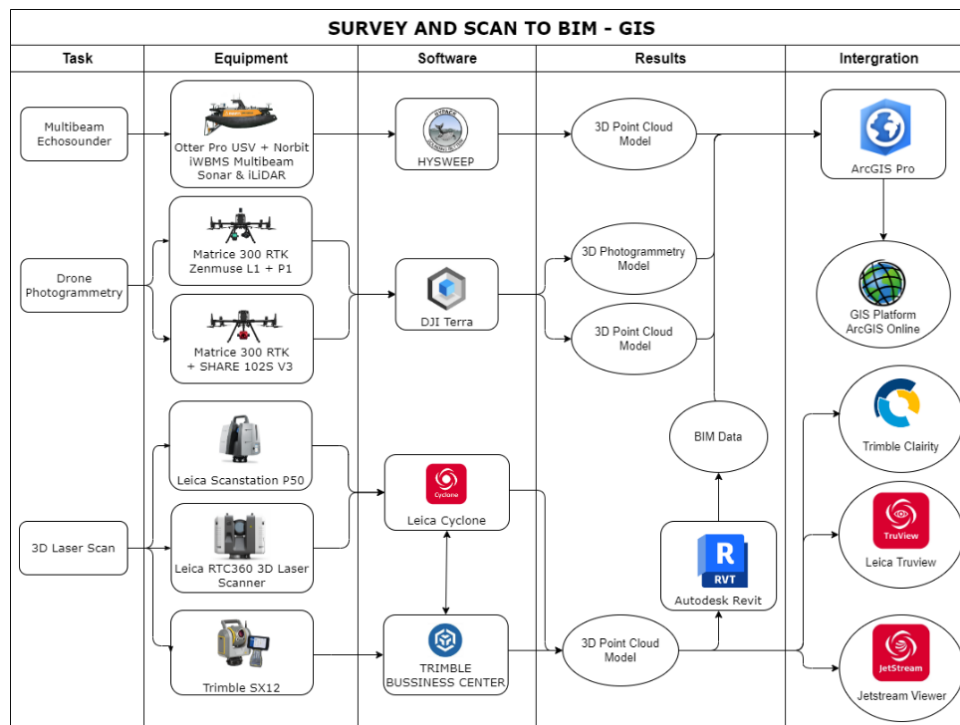 SURVEY AND SCAN TO BIM - GIS
Task
Equipment
Software
Results
Intergration
Multibeam
Echosounder
Otter Pro USV + Norbit
iWBMS Multibeam
Sonar & iLiDAR
HYSWEEP
3D Point Cloud
Model
ArcGIS Pro
Drone
Photogrammetry
Matrice 300 RTK
Zenmuse L1 + P1
Matrice 300 RTK
+ SHARE 102S V3
DJI Terra
3D Photogrammetry
Model
3D Point Cloud
Model
GIS Platform
ArcGIS Online
3D Laser Scan
Leica Scanstation P50
Leica RTC360 3D Laser
Scanner
Trimble SX12
Cyclone
Leica Cyclone
TRIMBLE
BUSSINESS CENTER
3D Point Cloud
Model
BIM Data
R
RVT
Autodesk Revit
Trimble Clairity
TruView
Leica Truview
JetStream
Jetstream Viewer